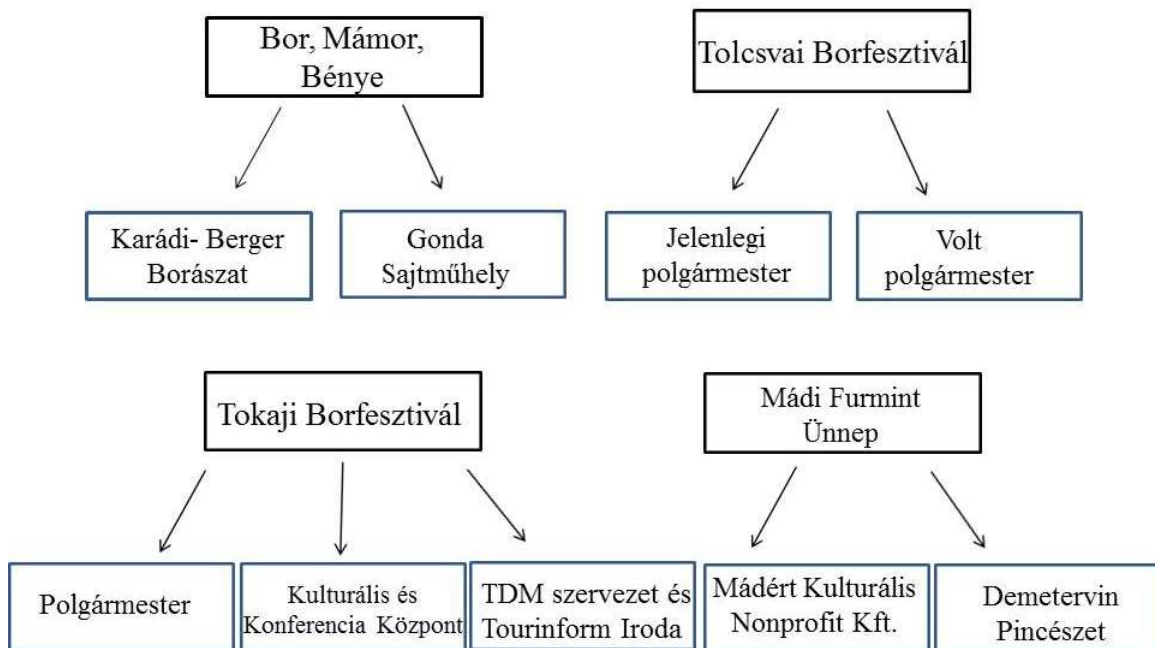 Bor, Mámor,
Bénye
Tolcsvai Borfesztivál
Karádi- Berger
Borászat
Gonda
Sajtműhely
Jelenlegi
polgármester
Volt
polgármester
Tokaji Borfesztivál
Mádi Furmint
Ünnep
Polgármester
Kulturális és
Konferencia Központ
TDM szervezet és
Tourinform Iroda
Mádért Kulturális
Nonprofit Kft.
Demetervin
Pincészet